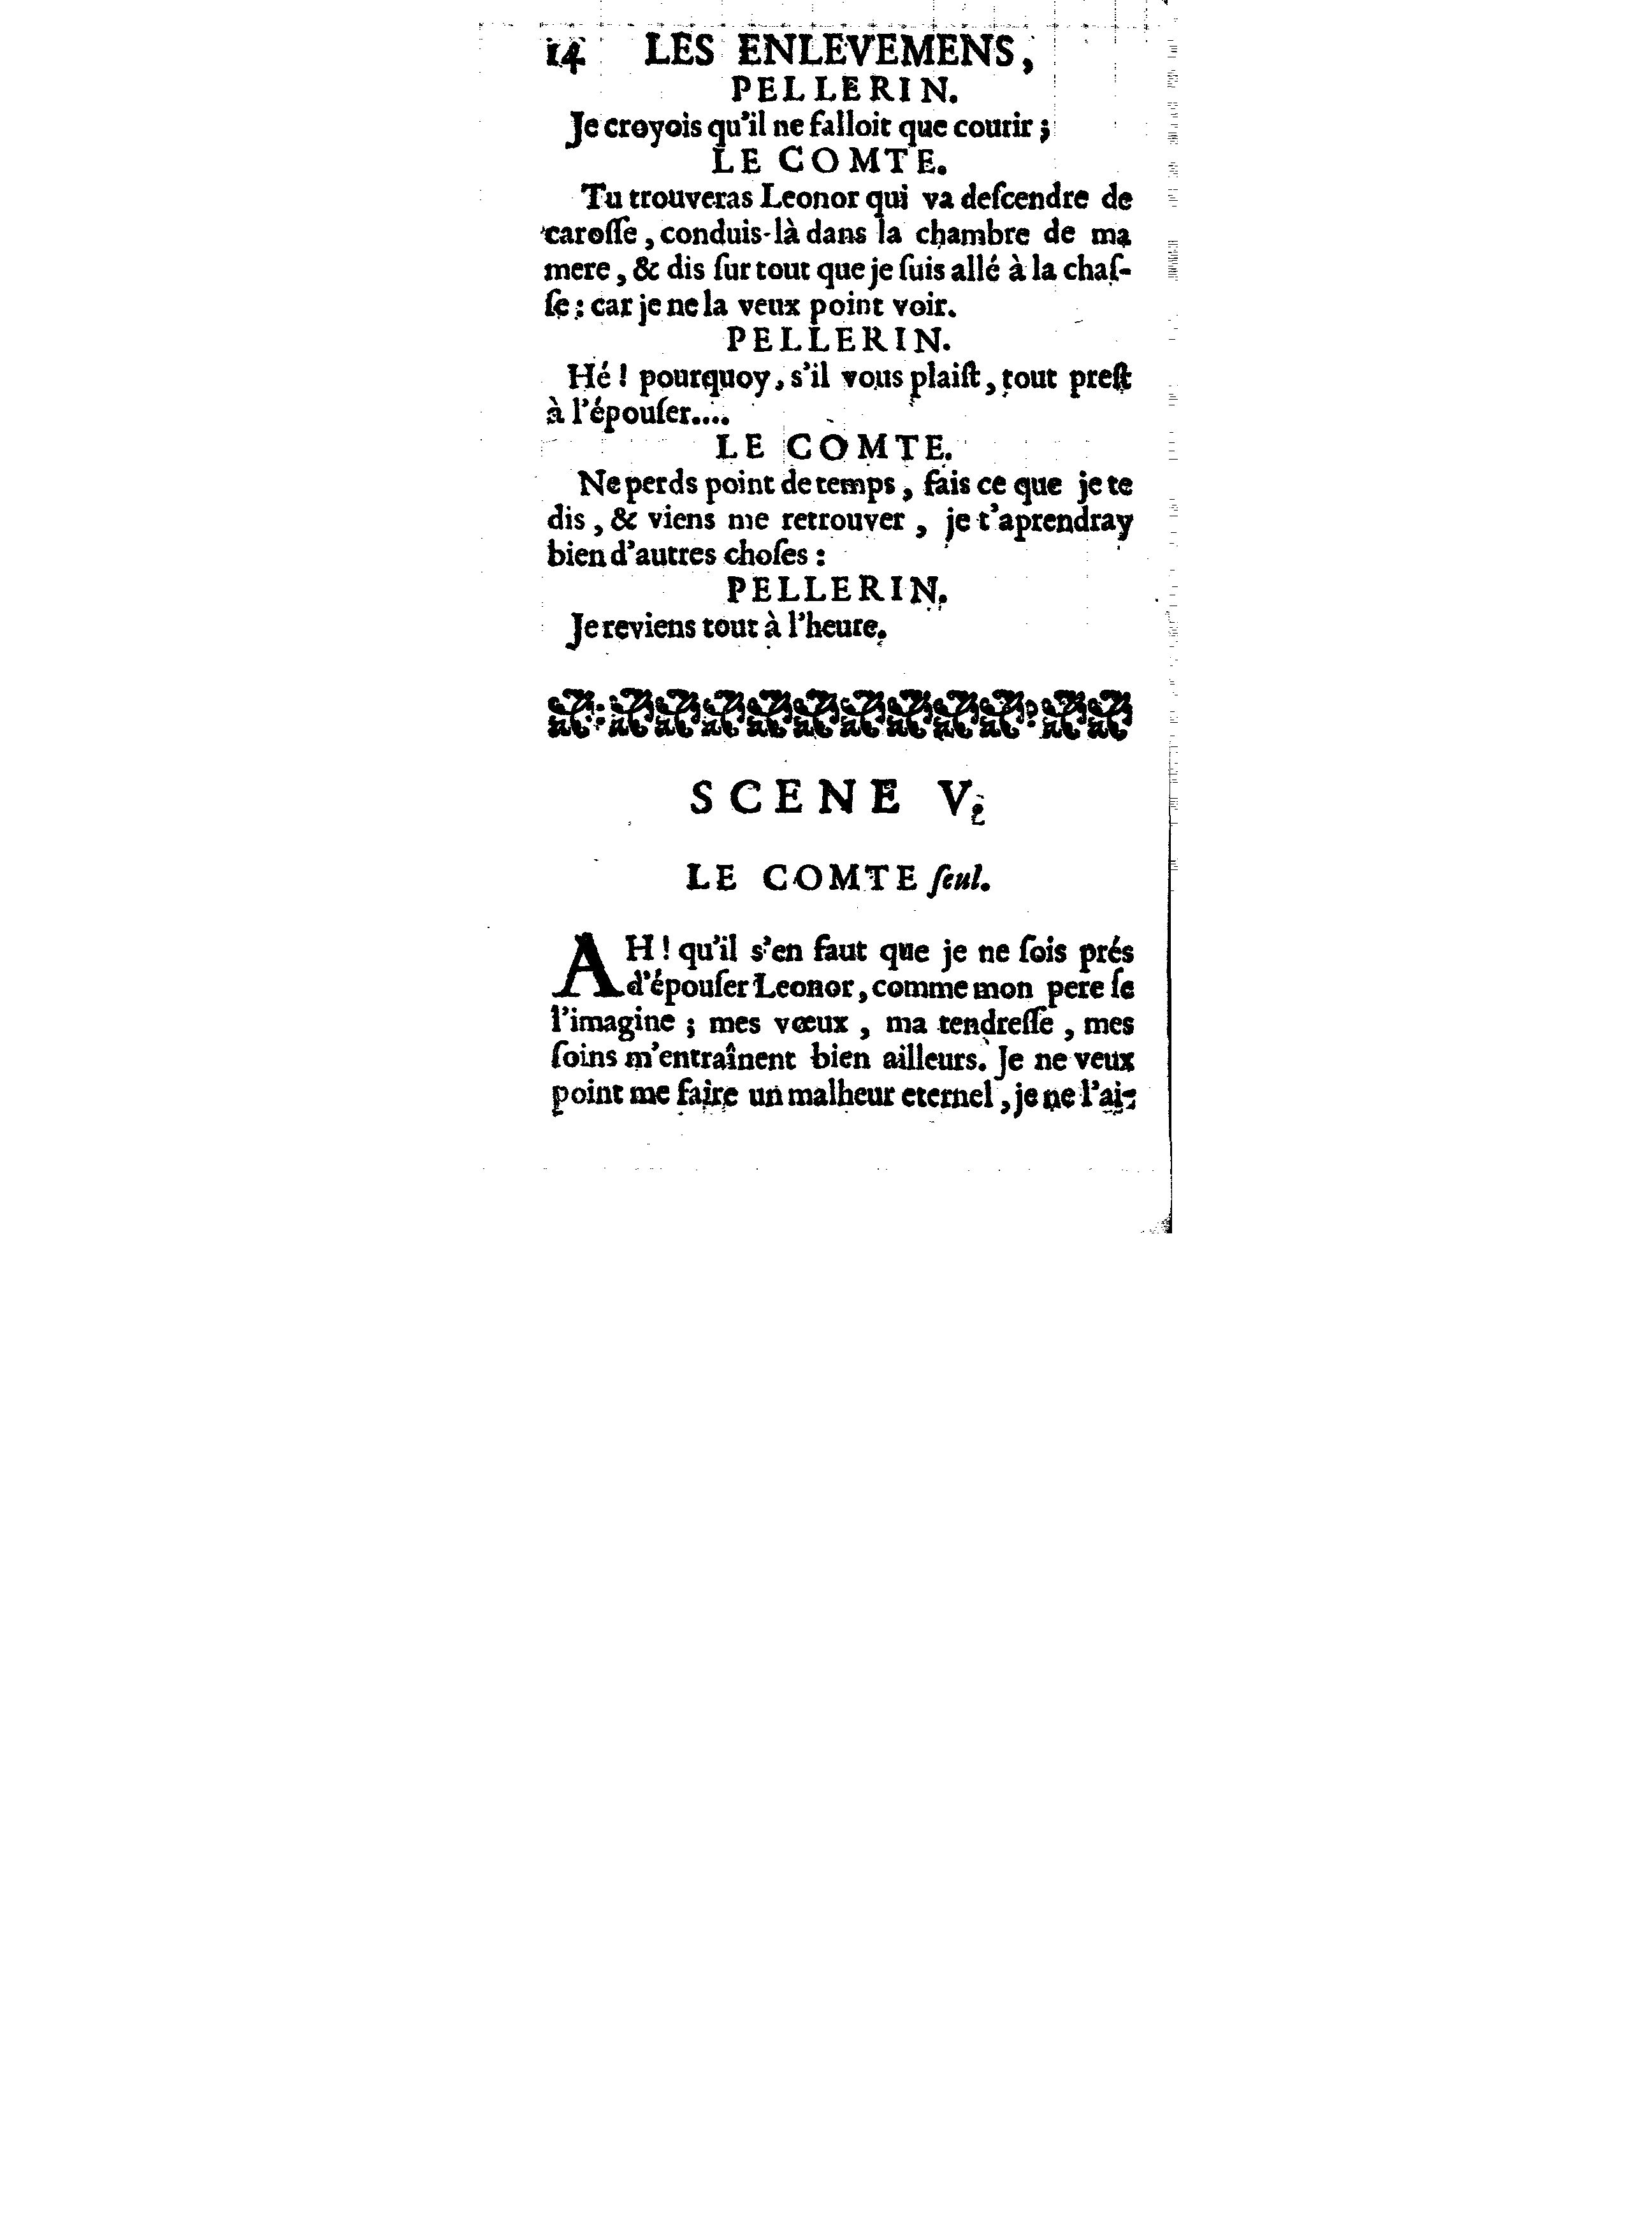 14 LES ENLEVEMENS,
PELLERIN.
Je croyois qu'il ne falloit que courir ;
LE COMTE.
Tu trouveras Leonor qui va deſcendre de
caroſſe, conduis-là dans la chambre de ma
mere, & dis ſur tout que je ſuis allé à la chaſ-
ſe : car je ne la veux point voir.
PELLERIN.
Hé ! pourquoy, s'il vous plaiſt, tout preſt
à l'épouſer....
LE COMTE.
Ne perds point de temps, fais ce que je te
dis, & viens me retrouver, je t'aprendray
bien d'autres choſes :
PELLERIN.
Je reviens tout à l'heure.
SCENE V.
LE COMTE ſeul.
AH ! qu'il s'en faut que je ne ſois prés
d'épouſer Leonor, comme mon pere ſe
l'imagine ; mes vœux, ma tendreſſe, mes
ſoins m'entraînent bien ailleurs. Je ne veux
point me faire un malheur eternel, je ne l'ai-